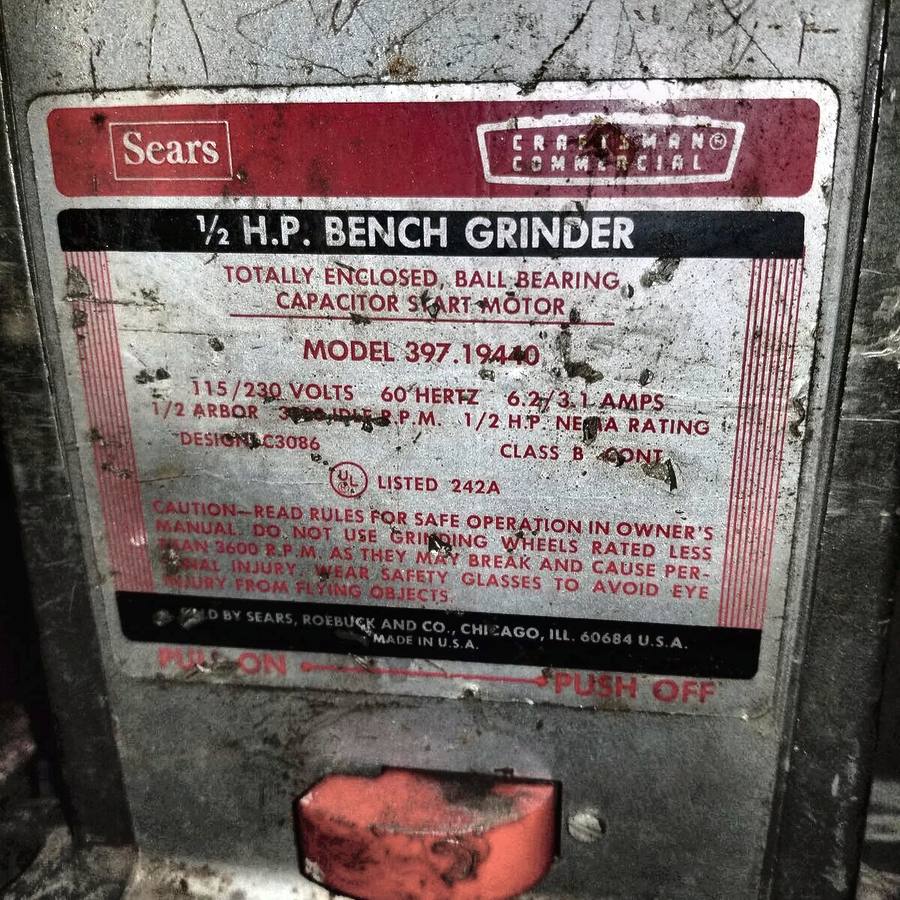 Sears
CRAFTSMAN®
COMMERCIAL
½ H.P. BENCH GRINDER
TOTALLY ENCLOSED, BALL BEARING,
CAPACITOR START MOTOR
MODEL 397.19440
115/230 VOLTS 60 HERTZ 6.2/3.1 AMPS
1/2 ARBOR R.P.M. 1/2 H.P. NEMA RATING
DESIGN C3086 CLASS B CONT.
UL LISTED 242A
CAUTION—READ RULES FOR SAFE OPERATION IN OWNER'S
MANUAL. DO NOT USE GRINDING WHEELS RATED LESS
THAN 3600 R.P.M. AS THEY MAY BREAK AND CAUSE PER-
SONAL INJURY. WEAR SAFETY GLASSES TO AVOID EYE
INJURY FROM FLYING OBJECTS.
SOLD BY SEARS, ROEBUCK AND CO., CHICAGO, ILL. 60684 U.S.A.
MADE IN U.S.A.
PULL ON PUSH OFF